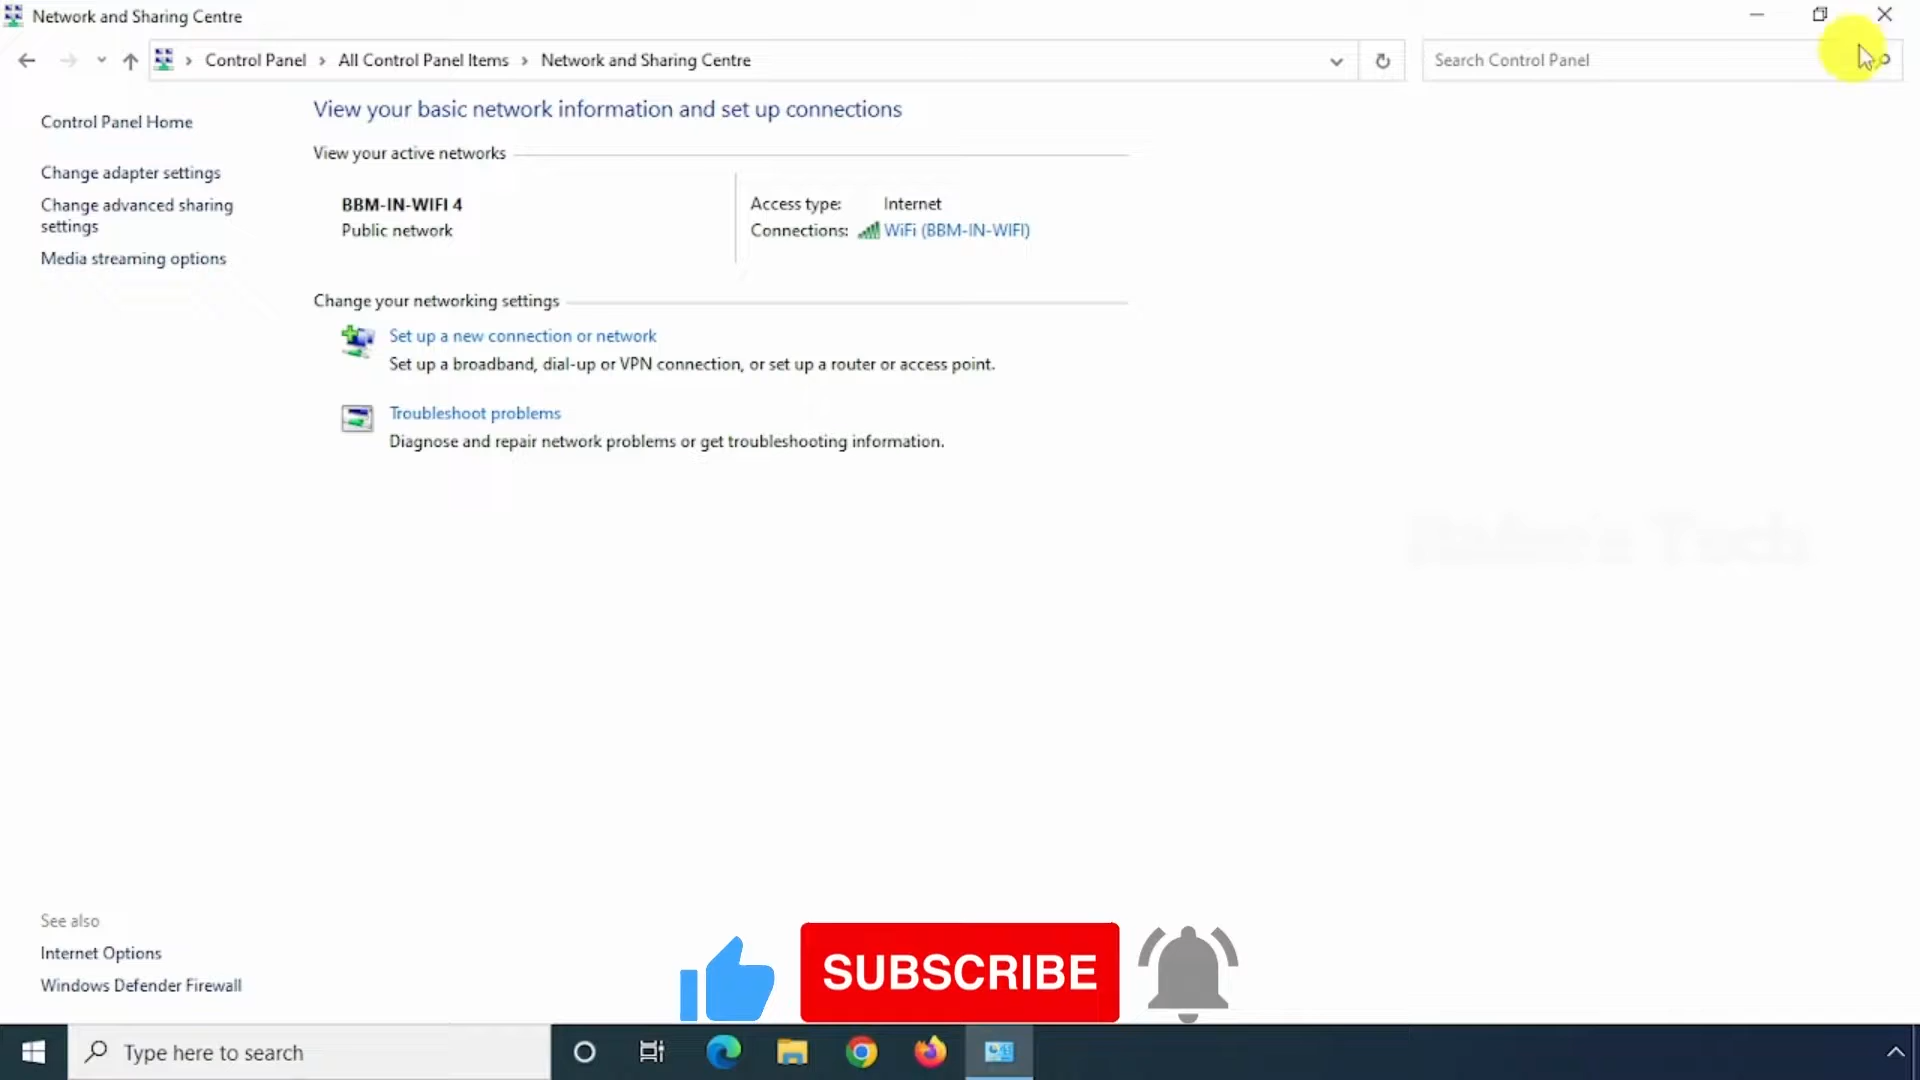 Network and Sharing Centre
Control Panel > All Control Panel Items > Network and Sharing Centre
Search Control Panel
Control Panel Home
Change adapter settings
Change advanced sharing
settings
Media streaming options
View your basic network information and set up connections
View your active networks
BBM-IN-WIFI 4
Public network
Access type: Internet
Connections: WiFi (BBM-IN-WIFI)
Change your networking settings
Set up a new connection or network
Set up a broadband, dial-up or VPN connection, or set up a router or access point.
Troubleshoot problems
Diagnose and repair network problems or get troubleshooting information.
Tech
See also
Internet Options
Windows Defender Firewall
SUBSCRIBE
Type here to search